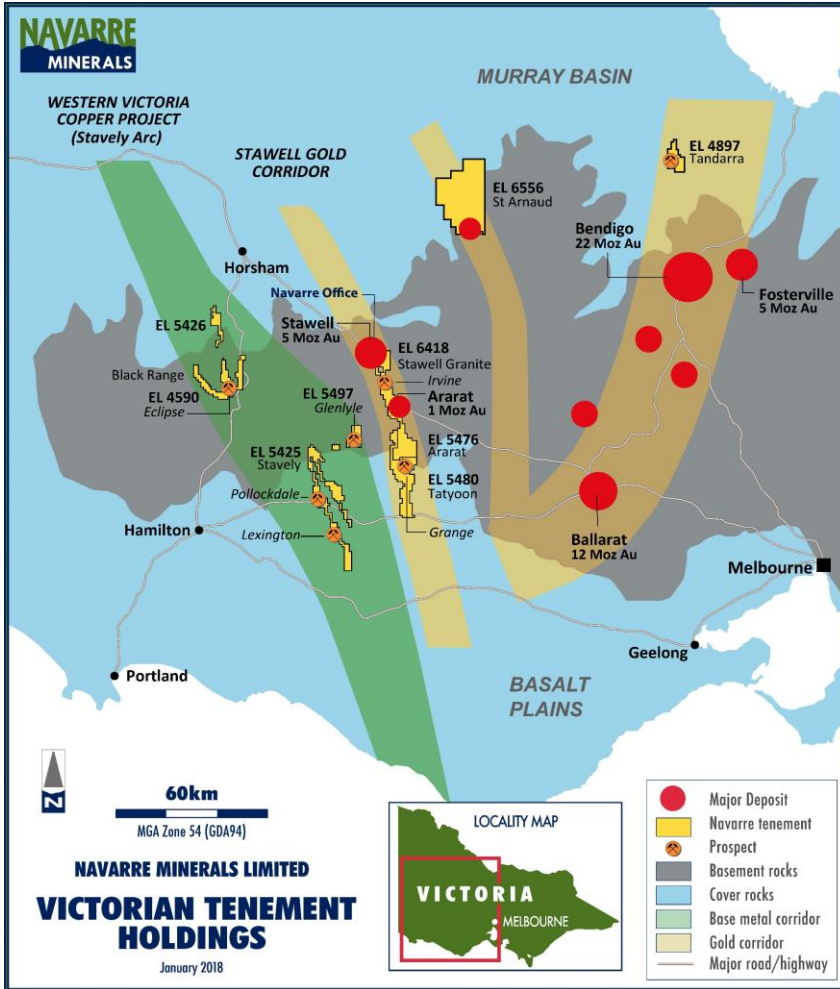 NAVARRE
MINERALS
MURRAY BASIN
WESTERN VICTORIA
COPPER PROJECT
(Stavely Arc)
STAWELL GOLD
CORRIDOR
EL 4897
Tandarra
EL 6556
St Arnaud
Bendigo
22 Moz Au
Horsham
Fosterville
5 Moz Au
Navarre Office
Stawell
5 Moz Au
EL 5426
EL 6418
Stawell Granite
Irvine
Black Range
EL 4590
Eclipse
EL 5497
Glenlyle
Ararat
1 Moz Au
EL 5425
Stavely
EL 5476
Ararat
EL 5480
Tatyoon
Pollockdale
Hamilton
Lexington
Grange
Ballarat
12 Moz Au
Melbourne
Geelong
Portland
BASALT
PLAINS
N
60km
MGA Zone 54 (GDA94)
NAVARRE MINERALS LIMITED
VICTORIAN TENEMENT
HOLDINGS
January 2018
LOCALITY MAP
VICTORIA
MELBOURNE
Major Deposit
Navarre tenement
Prospect
Basement rocks
Cover rocks
Base metal corridor
Gold corridor
Major road/highway